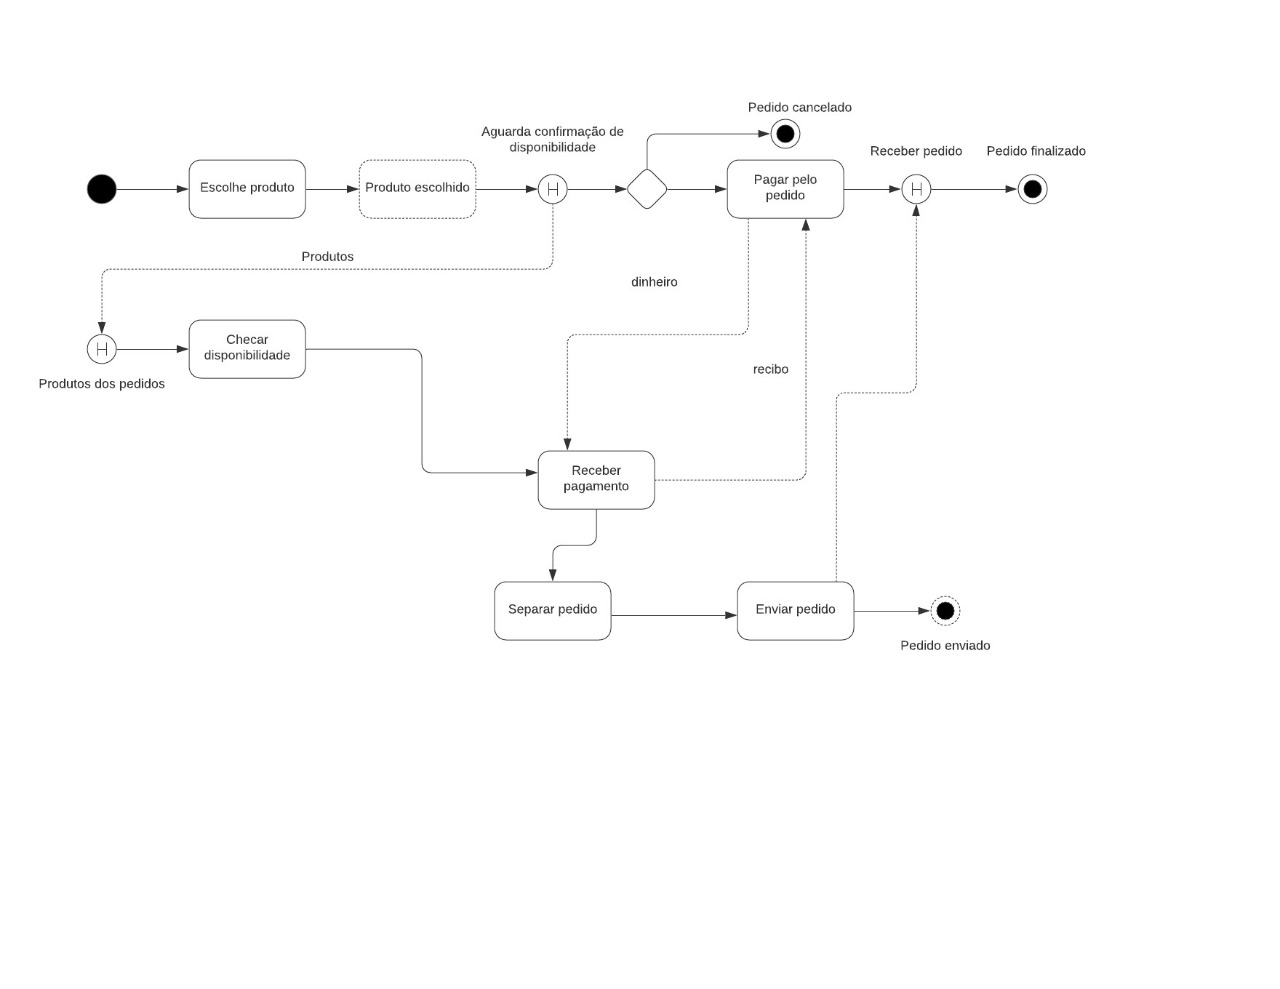 Pedido cancelado
Aguarda confirmação de
disponibilidade
Receber pedido
Pedido finalizado
Escolhe produto
Produto escolhido
H
Pagar pelo
pedido
H
Produtos
dinheiro
H
Checar
disponibilidade
Produtos dos pedidos
recibo
Receber
pagamento
Separar pedido
Enviar pedido
Pedido enviado